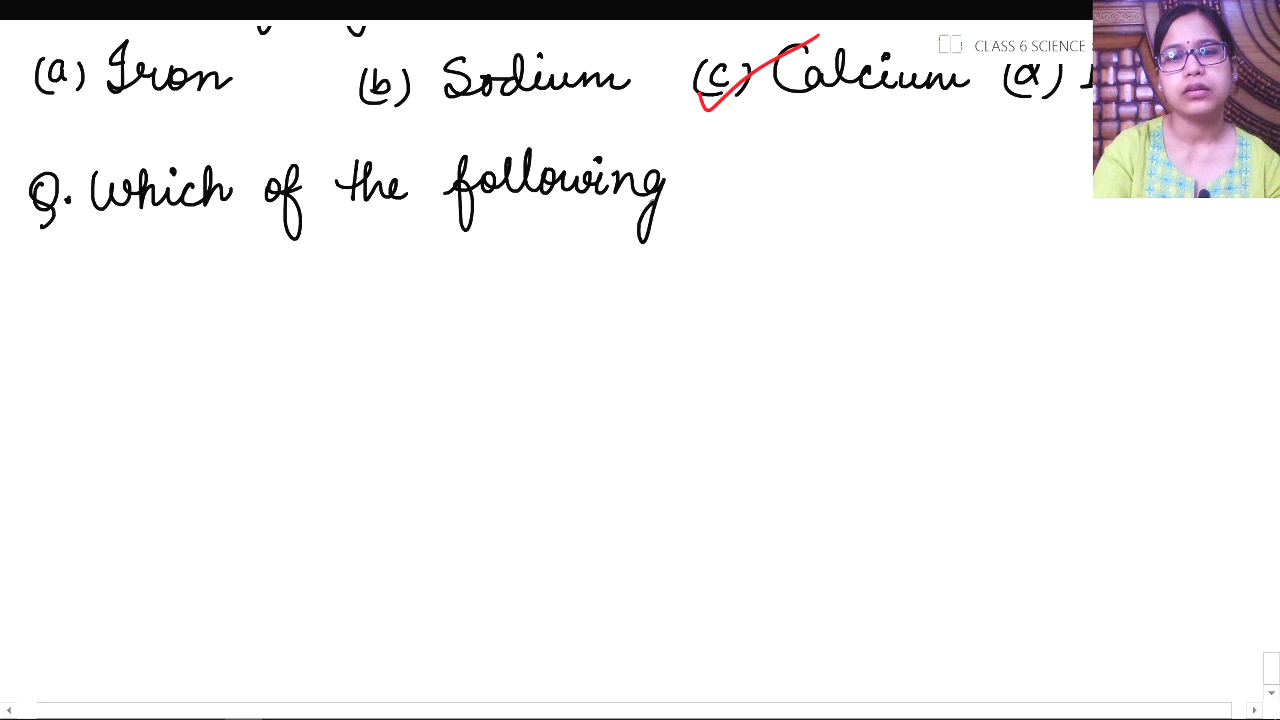 CLASS 6 SCIENCE
(a) Iron (b) Sodium (c) Calcium (d)
Q. Which of the following